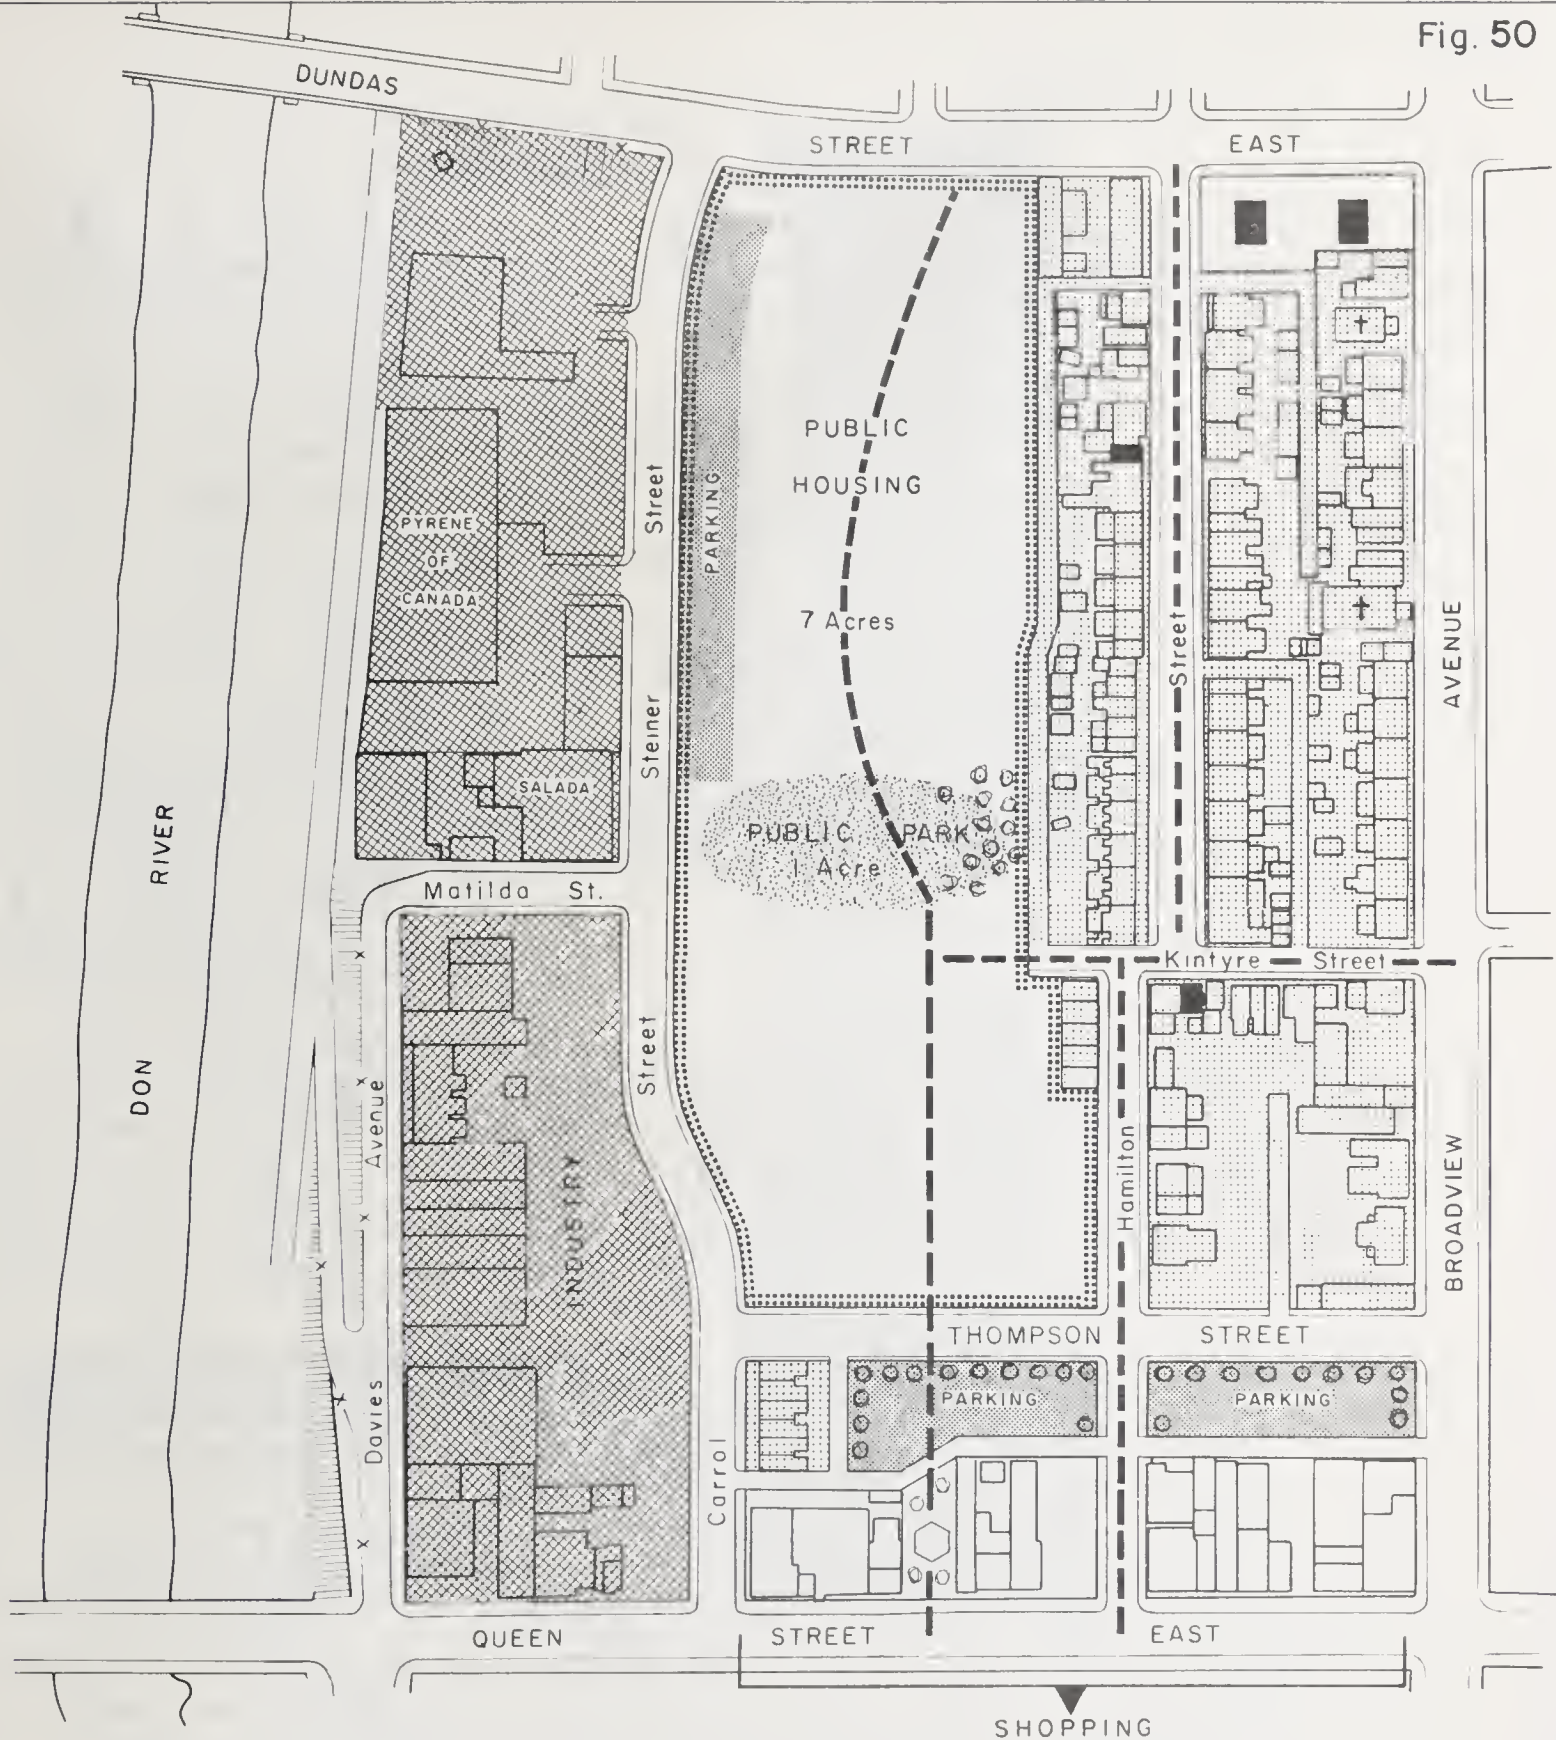 Fig. 50
DUNDAS
STREET
EAST
PUBLIC
HOUSING
7 Acres
PARKING
Street
Steiner
Street
PYRENE
OF
CANADA
SALADA
Street
AVENUE
RIVER
DON
PUBLIC PARK
1 Acre
Matilda St.
Kintyre Street
Avenue
Davies
INDUSTRY
Hamilton
BROADVIEW
THOMPSON STREET
PARKING
PARKING
Carrol
QUEEN
STREET
EAST
SHOPPING